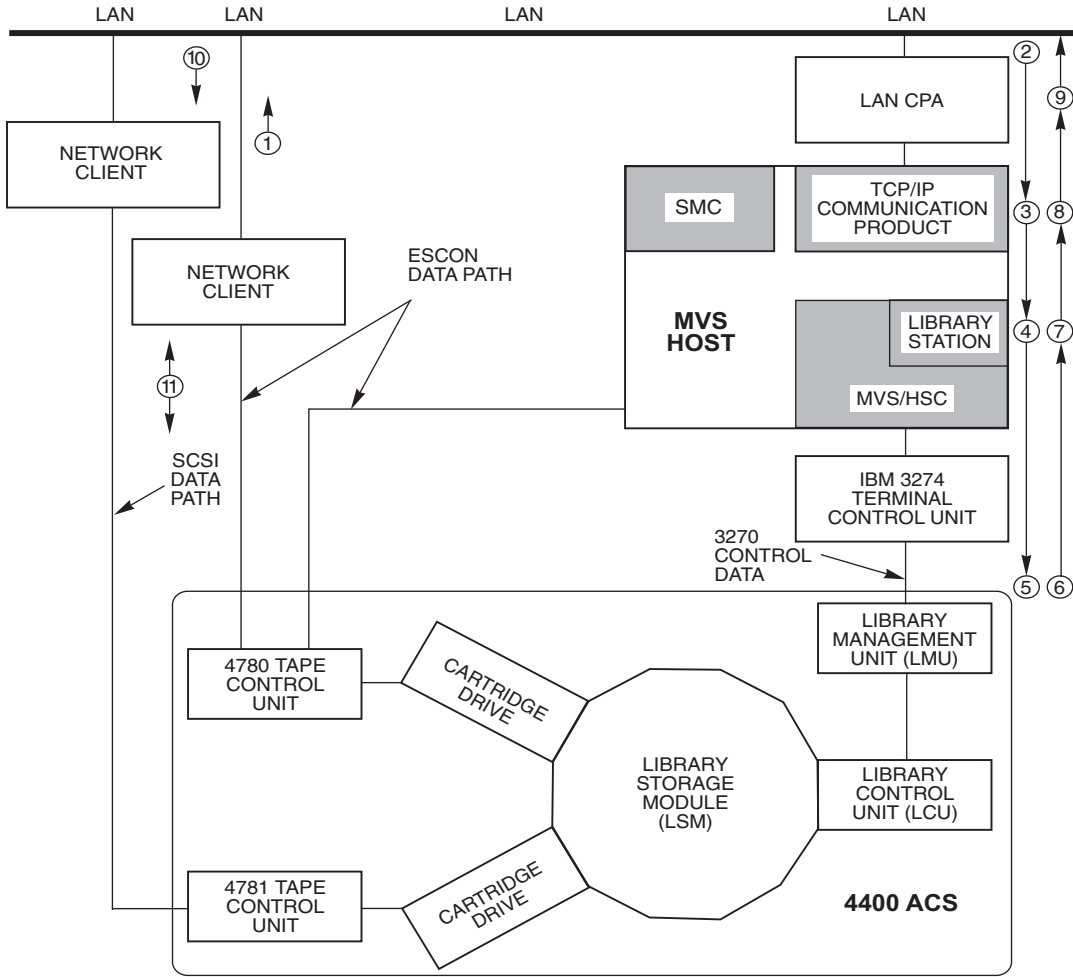 LAN
LAN
LAN
LAN
10
1
2
9
LAN CPA
NETWORK
CLIENT
SMC
TCP/IP
COMMUNICATION
PRODUCT
3
8
NETWORK
CLIENT
ESCON
DATA PATH
MVS
HOST
LIBRARY
STATION
4
7
MVS/HSC
11
SCSI
DATA
PATH
IBM 3274
TERMINAL
CONTROL UNIT
3270
CONTROL
DATA
5
6
LIBRARY
MANAGEMENT
UNIT (LMU)
4780 TAPE
CONTROL
UNIT
CARTRIDGE
DRIVE
LIBRARY
STORAGE
MODULE
(LSM)
LIBRARY
CONTROL
UNIT (LCU)
4781 TAPE
CONTROL
UNIT
CARTRIDGE
DRIVE
4400 ACS